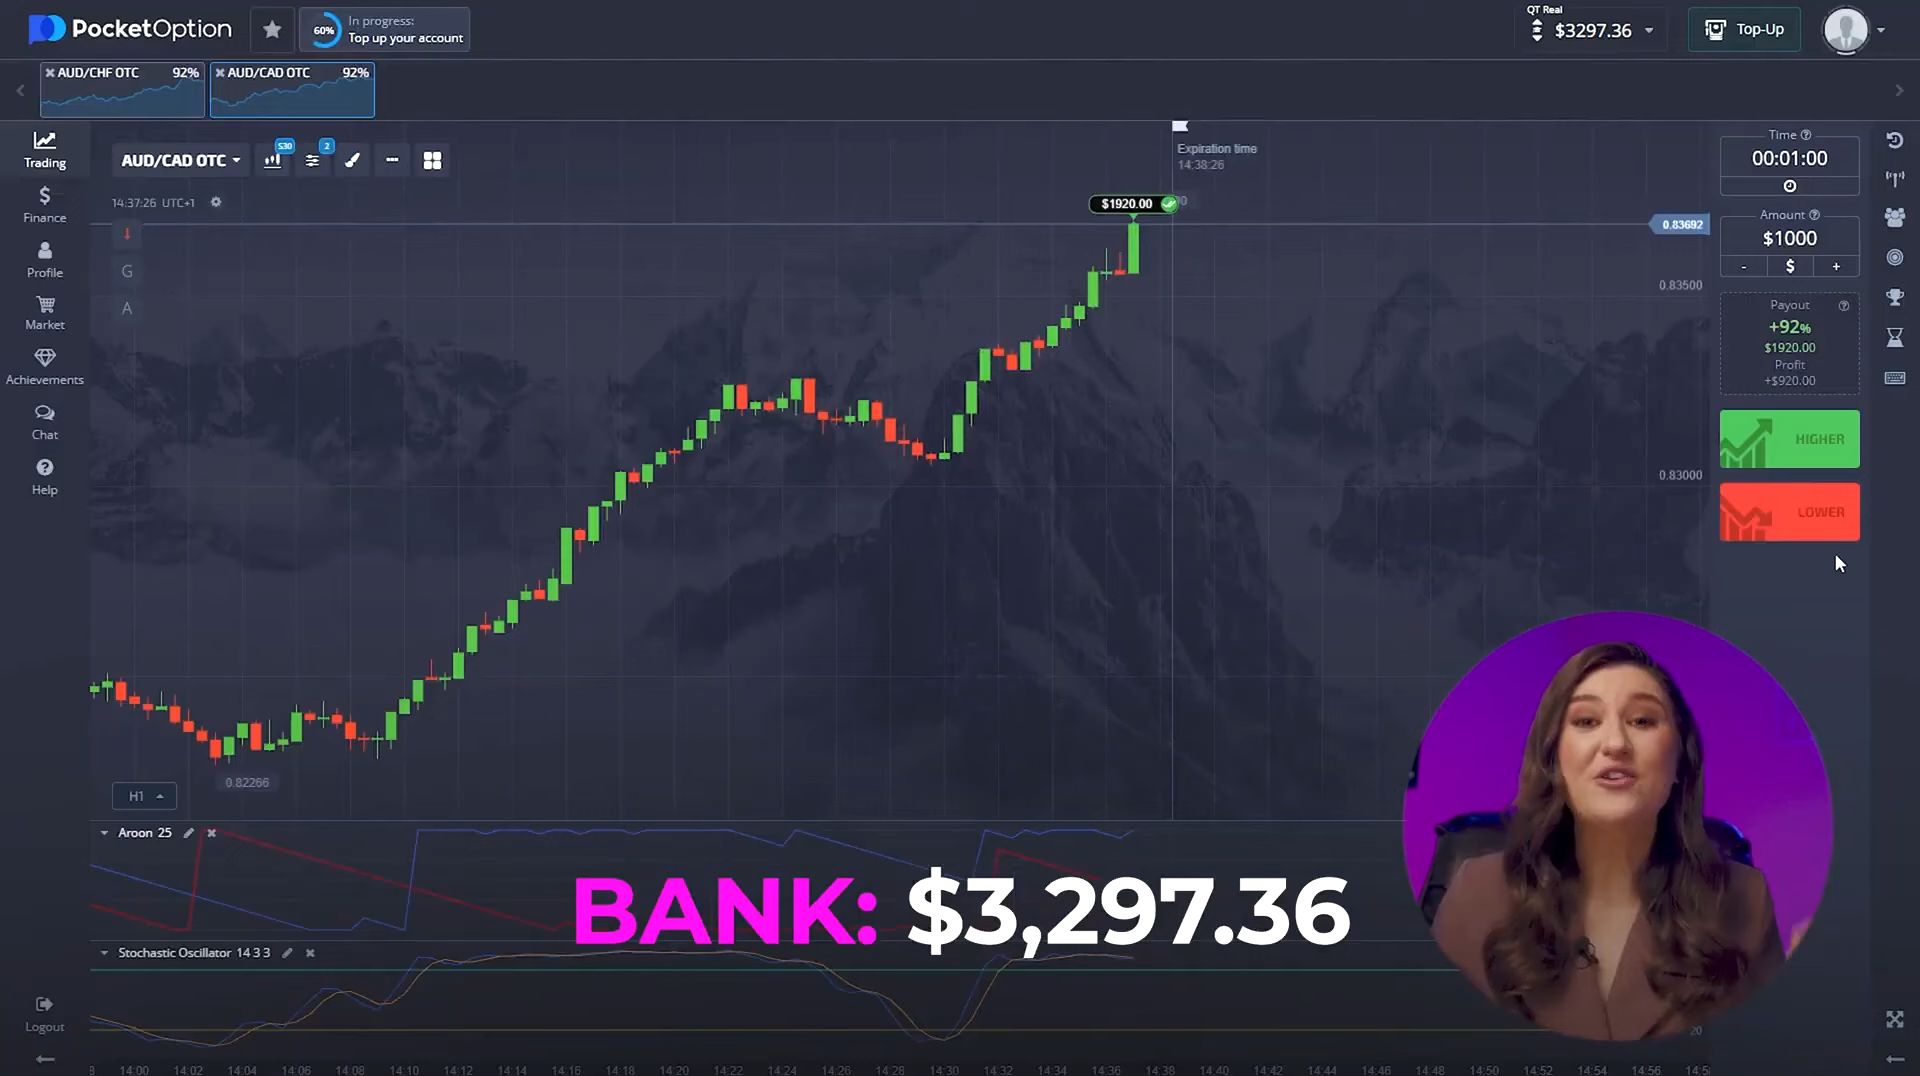 PocketOption
60%
In progress:
Top up your account
QT Real
$3297.36
Top-Up
AUD/CHF OTC 92%
AUD/CAD OTC 92%
Trading
Finance
Profile
Market
Achievements
Chat
Help
Logout
AUD/CAD OTC
S30
2
14:37:26 UTC+1
G
A
Expiration time
14:38:26
$1920.00
0.83692
0.83500
0.83000
0.82266
H1
Time
00:01:00
Amount
$1000
- $ +
Payout
+92%
$1920.00
Profit
+$920.00
HIGHER
LOWER
Aroon 25
BANK: $3,297.36
Stochastic Oscillator 14 3 3
20
14:00 14:02 14:04 14:06 14:08 14:10 14:12 14:14 14:16 14:18 14:20 14:22 14:24 14:26 14:28 14:30 14:32 14:34 14:36 14:38 14:40 14:42 14:44 14:46 14:48 14:50 14:52 14:54 14:56